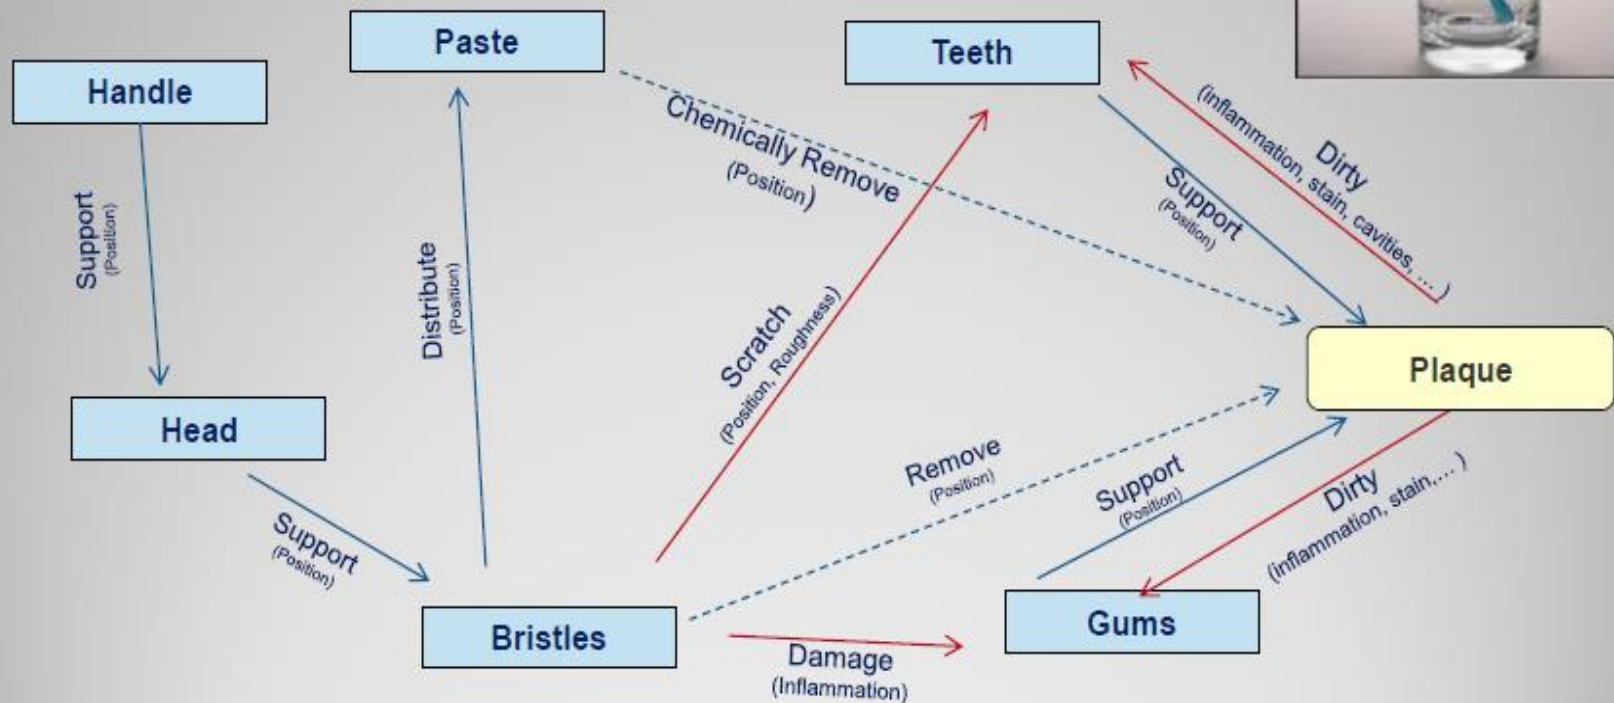 Handle
Paste
Teeth
Support
(Position)
Distribute
(Position)
Chemically Remove
(Position)
Scratch
(Position, Roughness)
Support
(Position)
Dirty
(inflammation, stain, cavities, ... )
Plaque
Head
Support
(Position)
Bristles
Remove
(Position)
Support
(Position)
Dirty
(inflammation, stain,... )
Damage
(Inflammation)
Gums